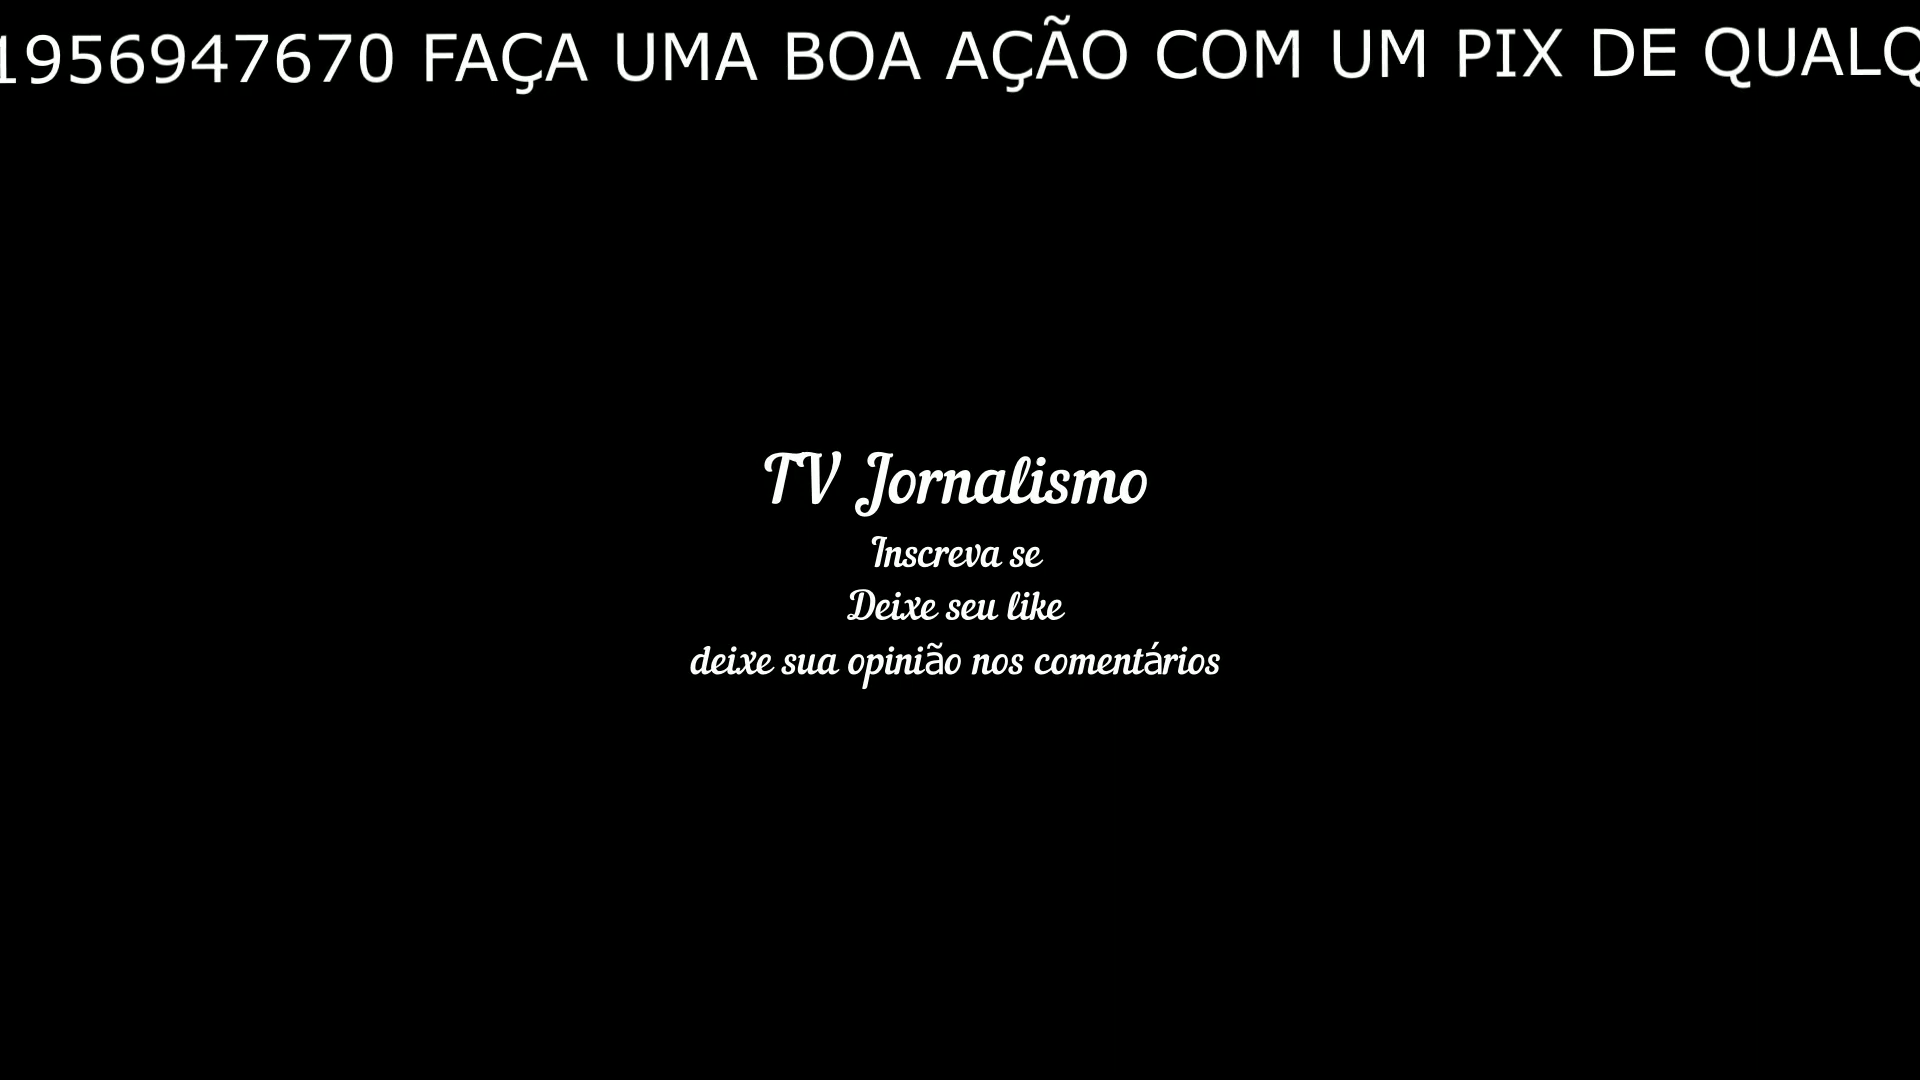 1956947670 FAÇA UMA BOA AÇÃO COM UM PIX DE QUALQ
TV Jornalismo
Inscreva se
Deixe seu like
deixe sua opinião nos comentários